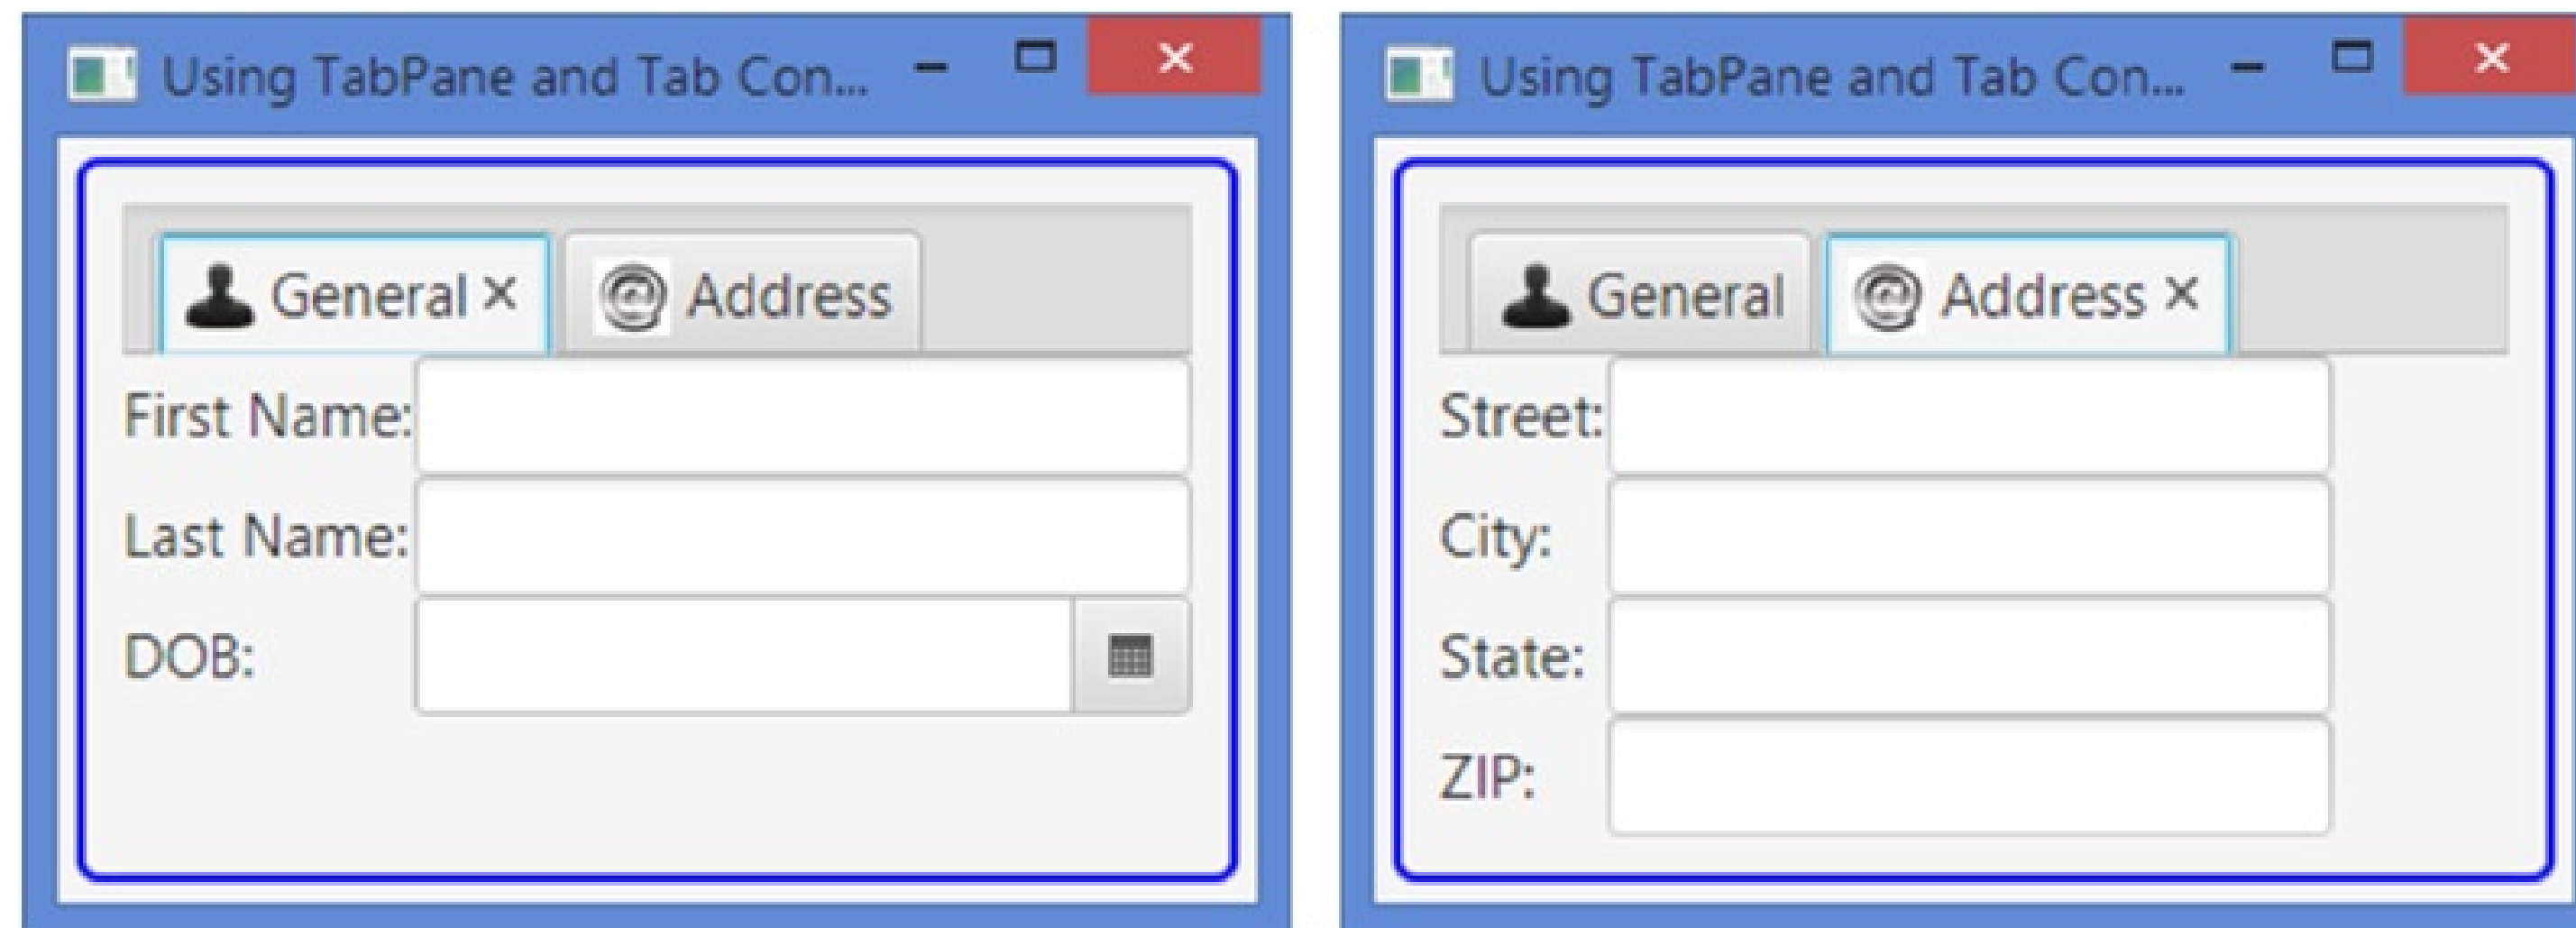 Using TabPane and Tab Con...
General Address
First Name:
Last Name:
DOB:
Using TabPane and Tab Con...
General Address
Street:
City:
State:
ZIP: